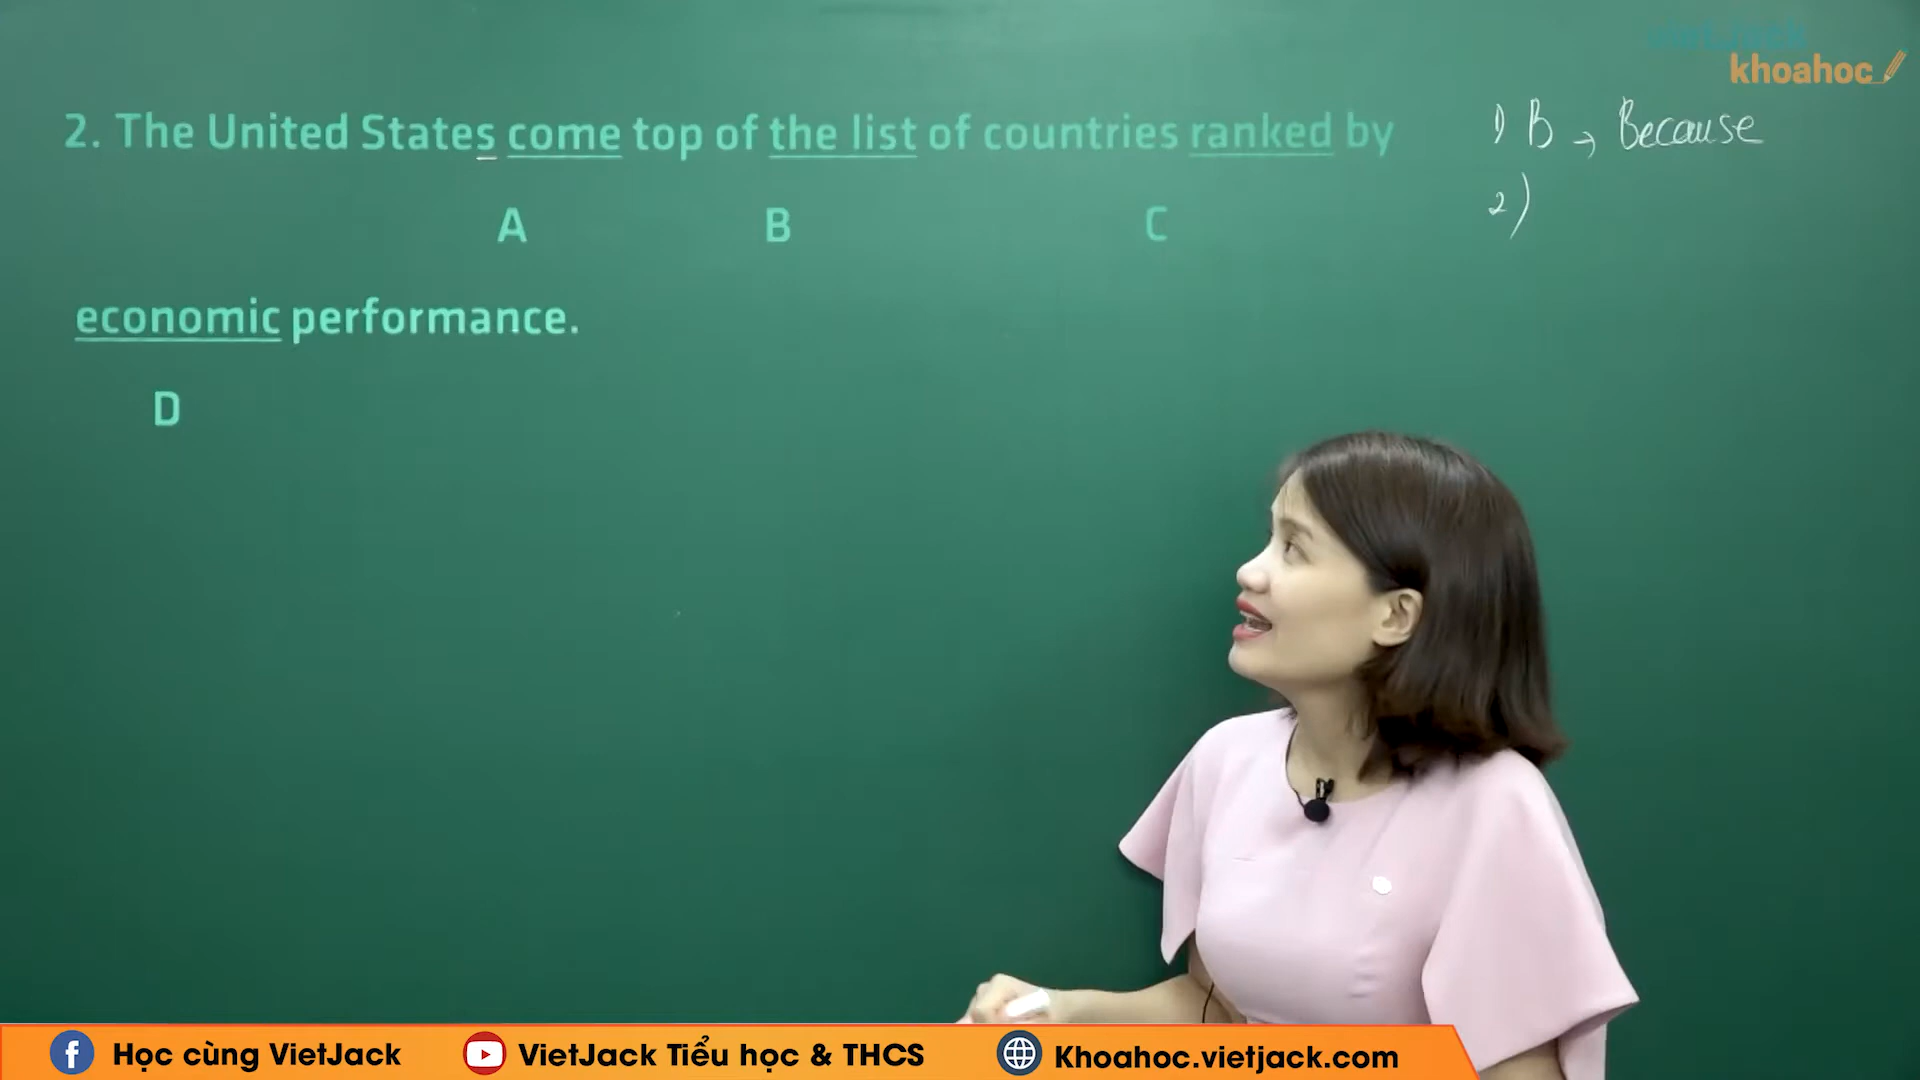 vietJack
khoahoc
2. The United States come top of the list of countries ranked by
A B C
economic performance.
D
1) B → Because
2)
Học cùng VietJack
VietJack Tiểu học & THCS
Khoahoc.vietjack.com